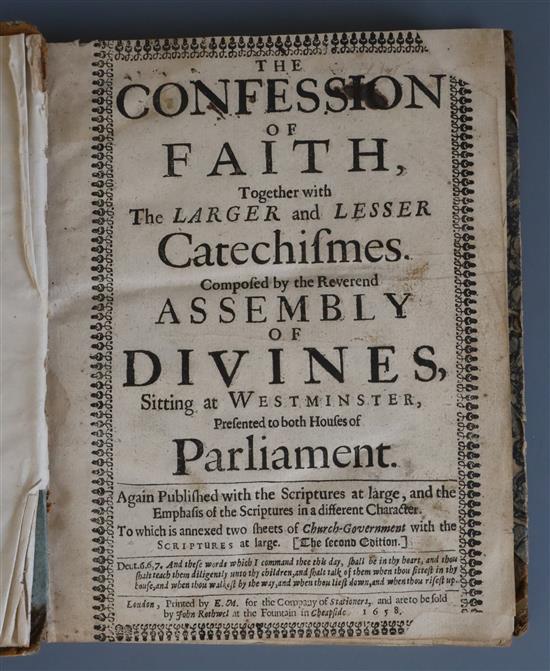 THE
CONFESSION
OF
FAITH,
Together with
The LARGER and LESSER
Catechiſmes.
Compoſed by the Reverend
ASSEMBLY
OF
DIVINES,
Sitting at WESTMINSTER,
Preſented to both Houſes of
Parliament.
Again Publiſhed with the Scriptures at large, and the
Emphaſis of the Scriptures in a different Character.
To which is annexed two ſheets of Church-Government with the
SCRIPTURES at large. [The ſecond Edition.]
Deut. 6.6,7. And theſe words which I command thee this day, ſhall be in thy heart, and thou
ſhalt teach them diligently unto thy children, and ſhalt talk of them when thou ſitteſt in thy
houſe, and when thou walkeſt by the way, and when thou lieſt down, and when thou riſeſt up.
London, Printed by E.M. for the Company of Stationers, and are to be ſold
by John Rothwel at the Fountain in Cheapſide. 1658.